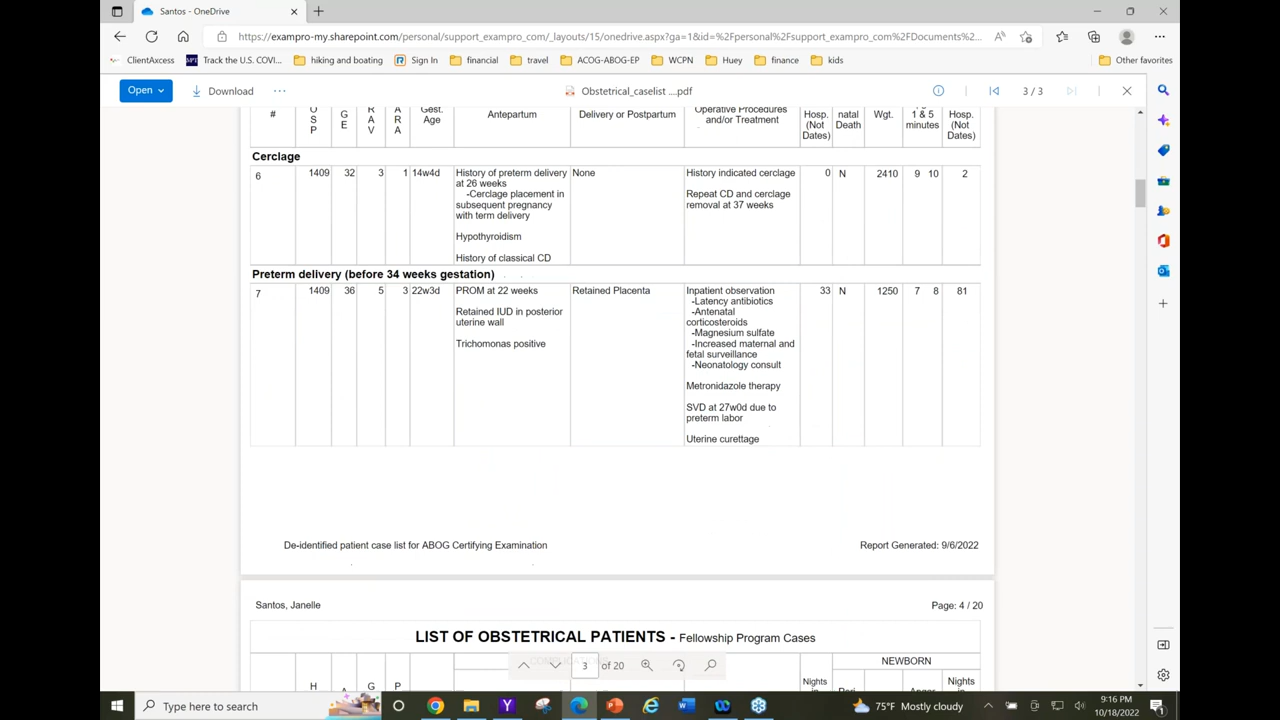 Santos - OneDrive
https://exampro-my.sharepoint.com/personal/support_exampro_com/_layouts/15/onedrive.aspx?ga=1&id=%2Fpersonal%2Fsupport_exampro_com%2FDocuments%2...
ClientAxcess
Track the U.S. COVI...
hiking and boating
Sign In
financial
travel
ACOG-ABOG-EP
WCPN
Huey
finance
kids
Other favorites
Open
Download
Obstetrical_caselist ....pdf
3 / 3
#
O
S
P
G
E
R
A
V
A
R
A
Gest.
Age
Antepartum
Delivery or Postpartum
Operative Procedures
and/or Treatment
Hosp.
(Not
Dates)
natal
Death
Wgt.
1 & 5
minutes
Hosp.
(Not
Dates)
Cerclage
6
1409
32
3
1
14w4d
History of preterm delivery
at 26 weeks
-Cerclage placement in
subsequent pregnancy
with term delivery
Hypothyroidism
History of classical CD
None
History indicated cerclage
Repeat CD and cerclage
removal at 37 weeks
0
N
2410
9 10
2
Preterm delivery (before 34 weeks gestation)
7
1409
36
5
3
22w3d
PROM at 22 weeks
Retained IUD in posterior
uterine wall
Trichomonas positive
Retained Placenta
Inpatient observation
-Latency antibiotics
-Antenatal
corticosteroids
-Magnesium sulfate
-Increased maternal and
fetal surveillance
-Neonatology consult
Metronidazole therapy
SVD at 27w0d due to
preterm labor
Uterine curettage
33
N
1250
7 8
81
De-identified patient case list for ABOG Certifying Examination
Report Generated: 9/6/2022
Santos, Janelle
Page: 4 / 20
LIST OF OBSTETRICAL PATIENTS - Fellowship Program Cases
3 of 20
NEWBORN
H
G
P
Nights
Nights
Type here to search
75°F Mostly cloudy
9:16 PM
10/18/2022